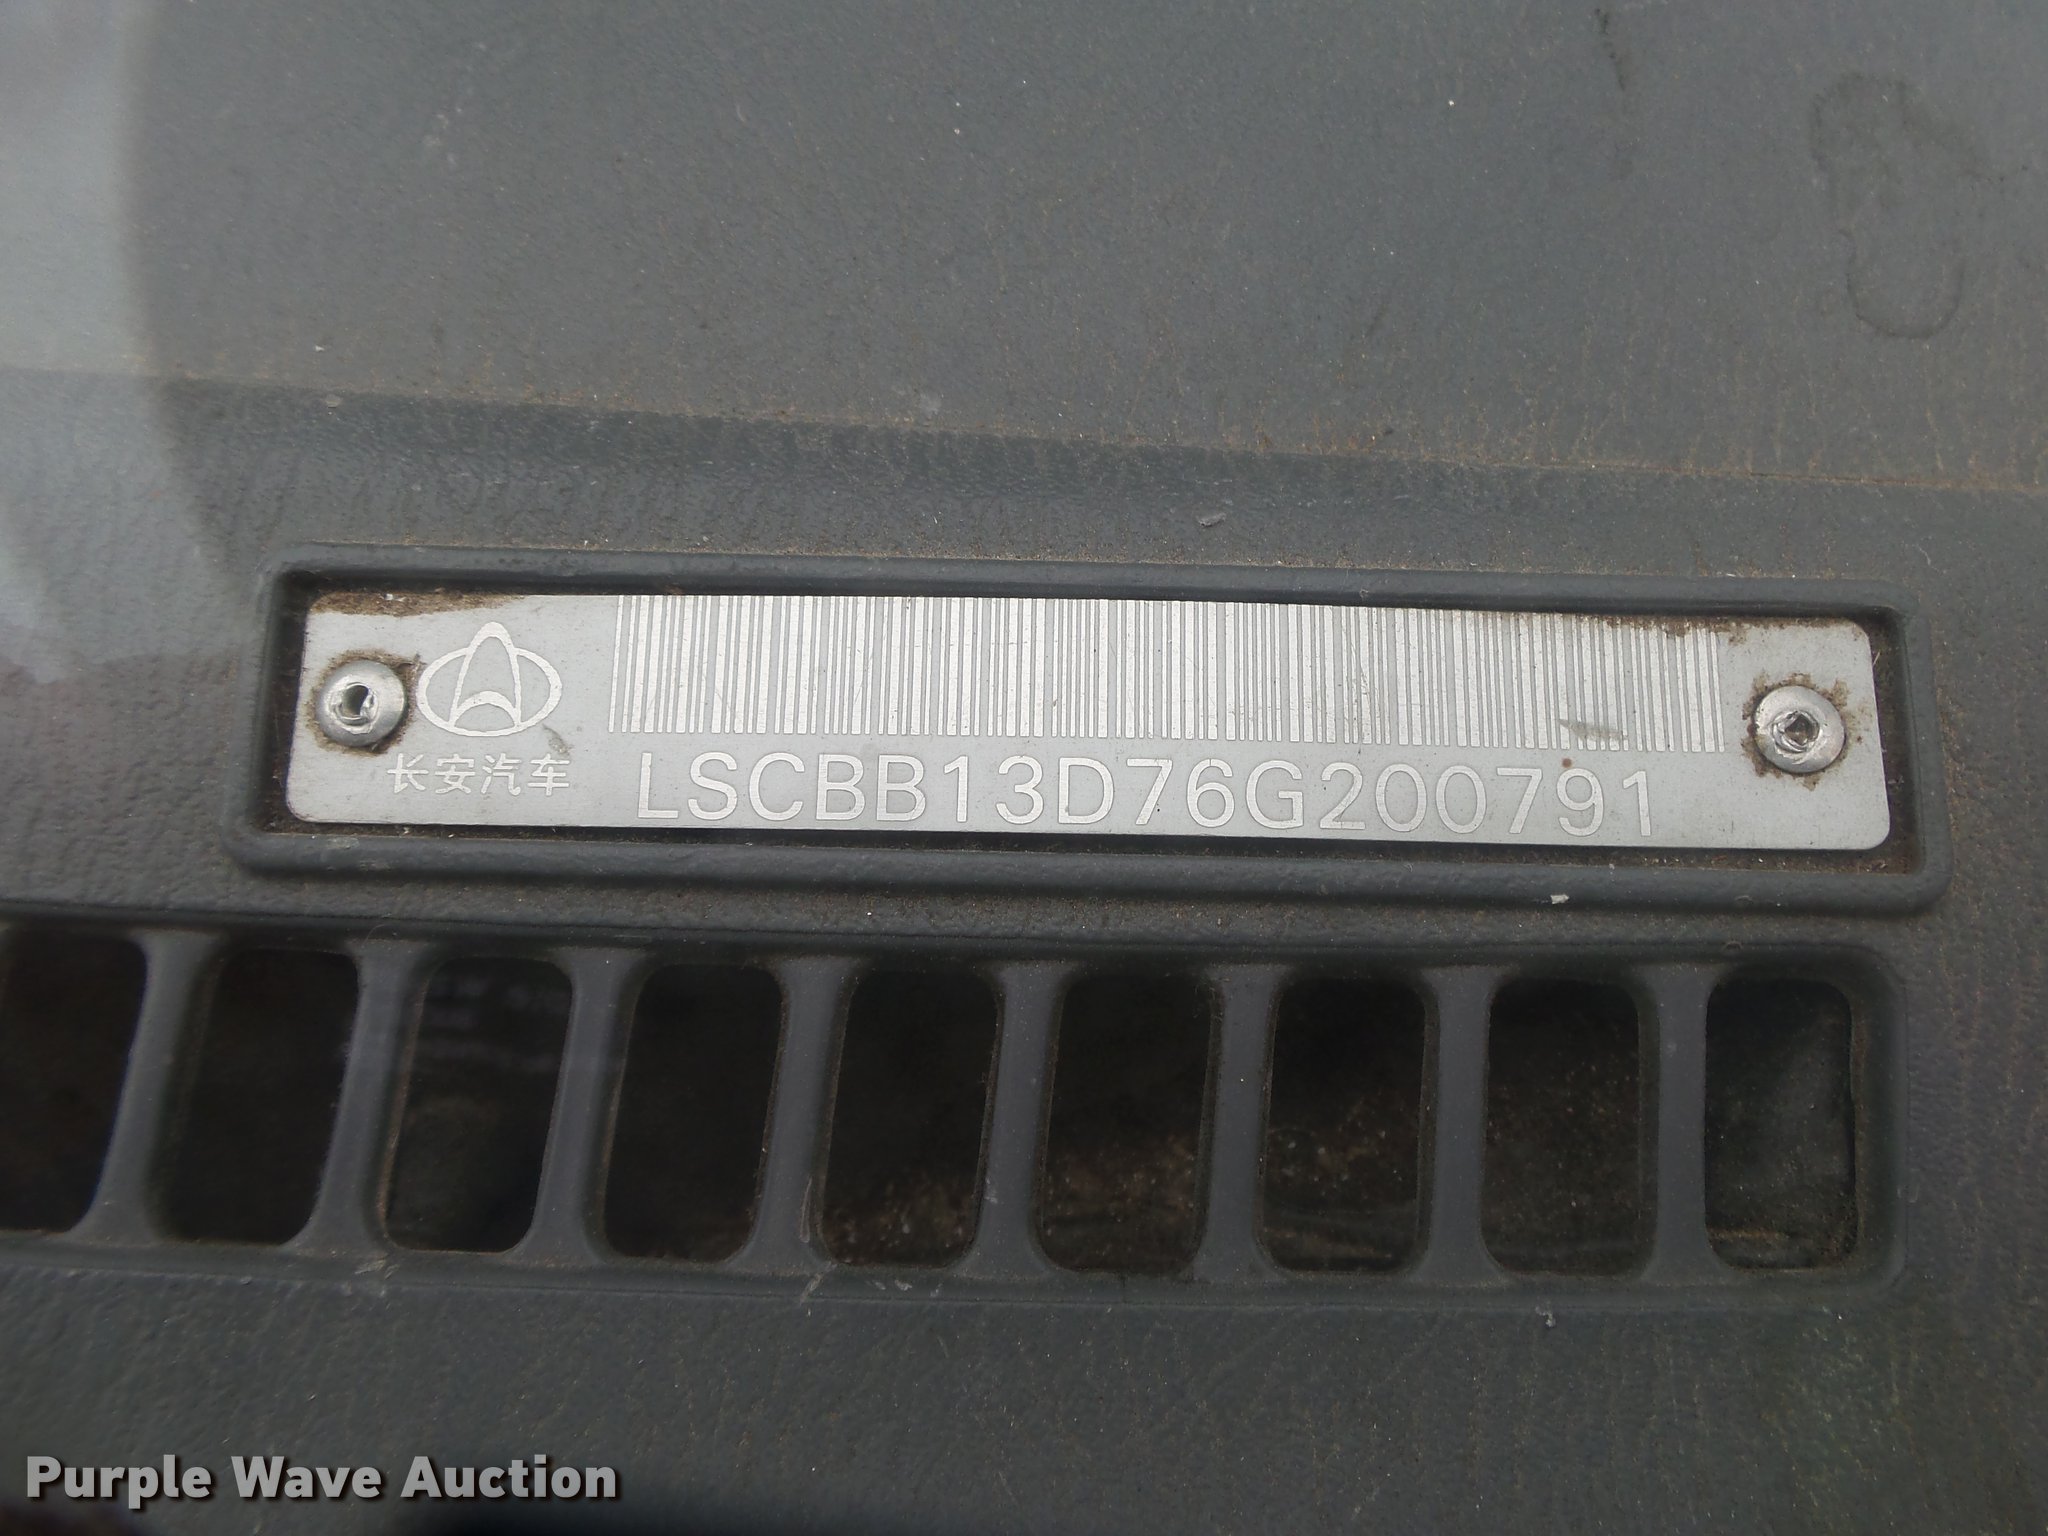 长安汽车
LSCBB13D76G200791
Purple Wave Auction